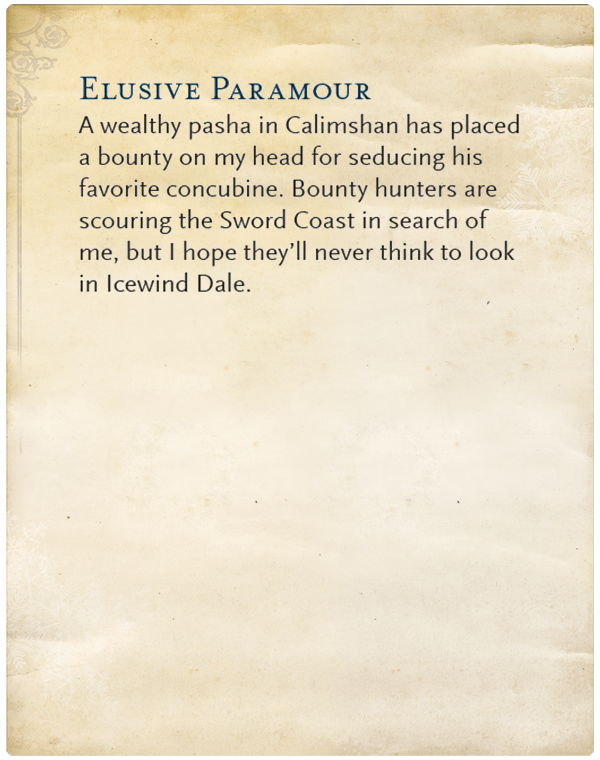 Elusive Paramour
A wealthy pasha in Calimshan has placed
a bounty on my head for seducing his
favorite concubine. Bounty hunters are
scouring the Sword Coast in search of
me, but I hope they’ll never think to look
in Icewind Dale.